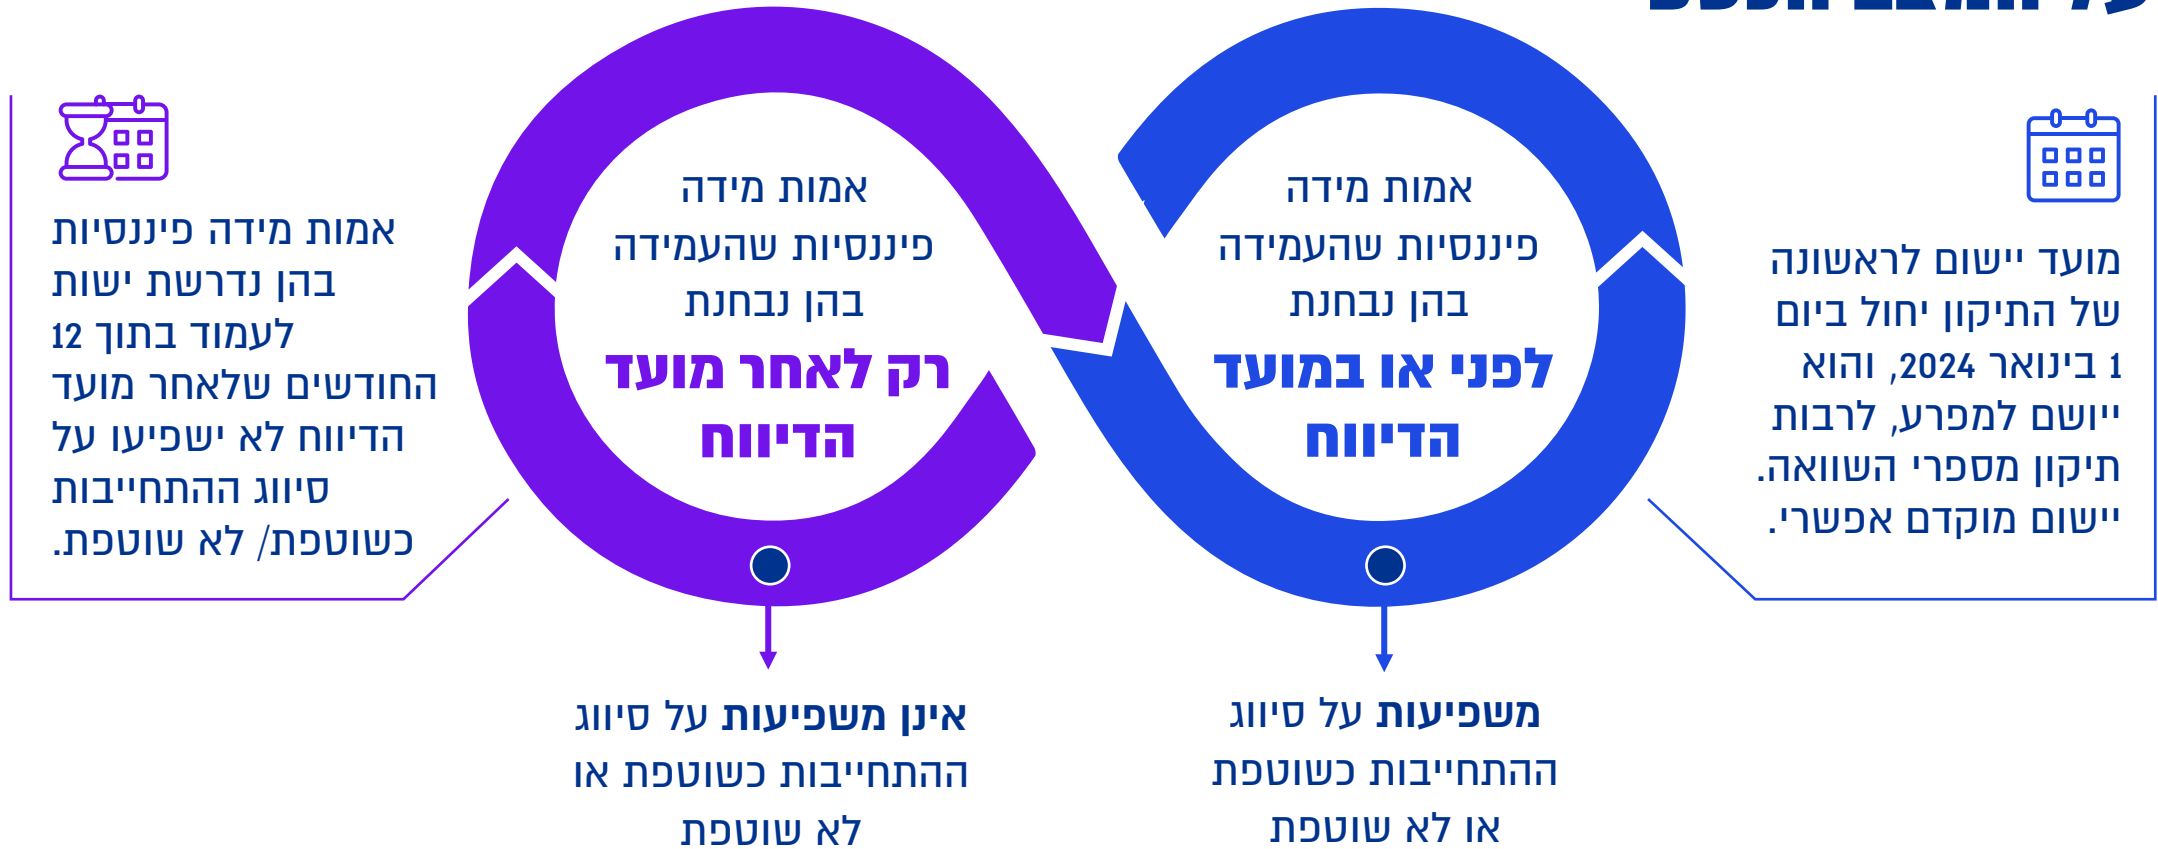 מועד יישום לראשונה
של התיקון יחול ביום
1 בינואר 2024, והוא
ייושם למפרע, לרבות
תיקון מספרי השוואה.
יישום מוקדם אפשרי.
אמות מידה
פיננסיות שהעמידה
בהן נבחנת
לפני או במועד
הדיווח
משפיעות על סיווג
ההתחייבות כשוטפת
או לא שוטפת
אמות מידה
פיננסיות שהעמידה
בהן נבחנת
רק לאחר מועד
הדיווח
אינן משפיעות על סיווג
ההתחייבות כשוטפת או
לא שוטפת
אמות מידה פיננסיות
בהן נדרשת ישות
לעמוד בתוך 12
החודשים שלאחר מועד
הדיווח לא ישפיעו על
סיווג ההתחייבות
כשוטפת/ לא שוטפת.